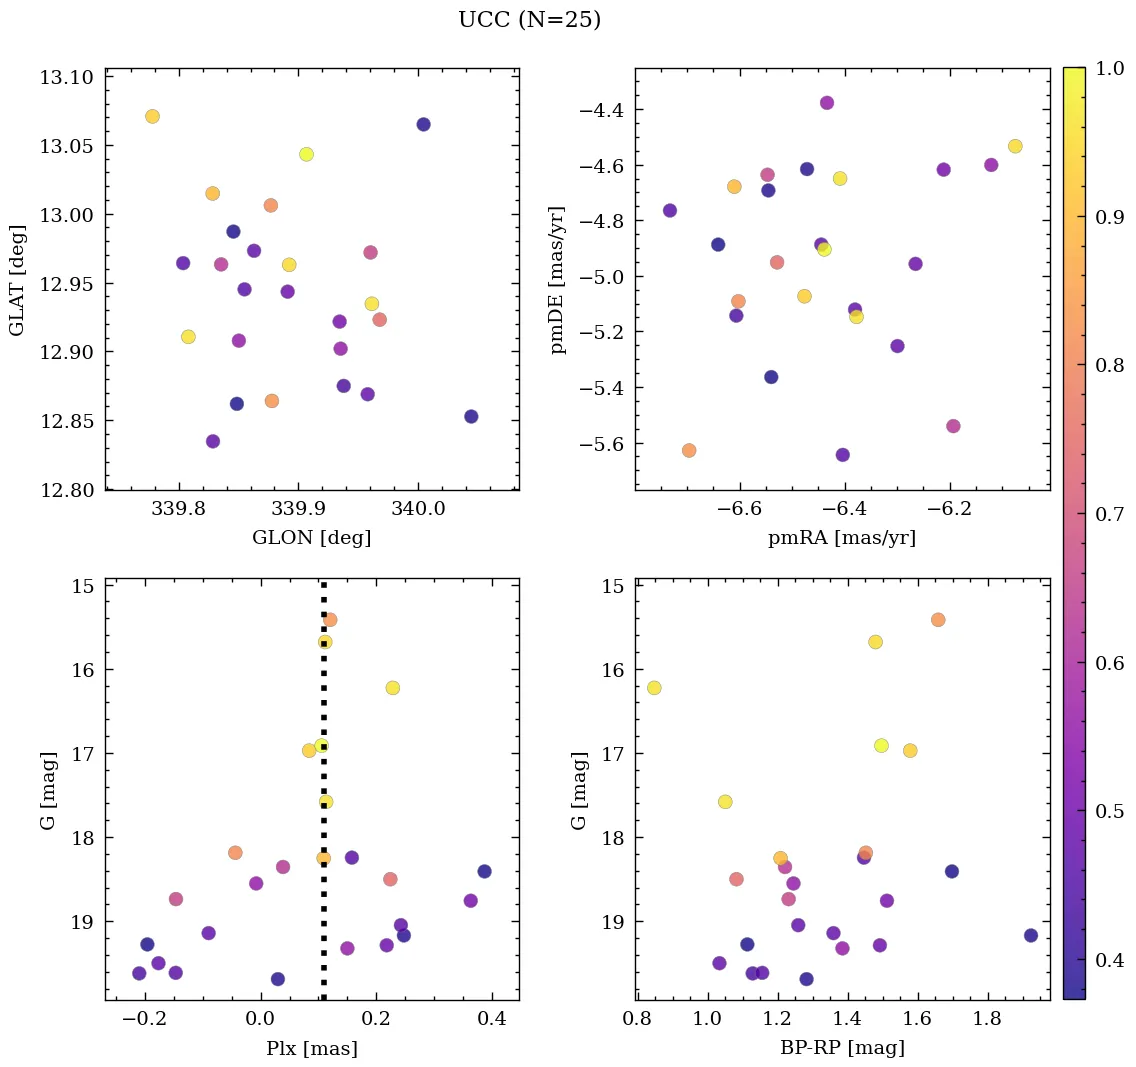 UCC (N=25)
13.10
13.05
13.00
12.95
12.90
12.85
12.80
GLAT [deg]
339.8 339.9 340.0
GLON [deg]
−4.4
−4.6
−4.8
−5.0
−5.2
−5.4
−5.6
pmDE [mas/yr]
−6.6 −6.4 −6.2
pmRA [mas/yr]
15
16
17
18
19
G [mag]
−0.2 0.0 0.2 0.4
Plx [mas]
15
16
17
18
19
G [mag]
0.8 1.0 1.2 1.4 1.6 1.8
BP-RP [mag]
1.0
0.9
0.8
0.7
0.6
0.5
0.4